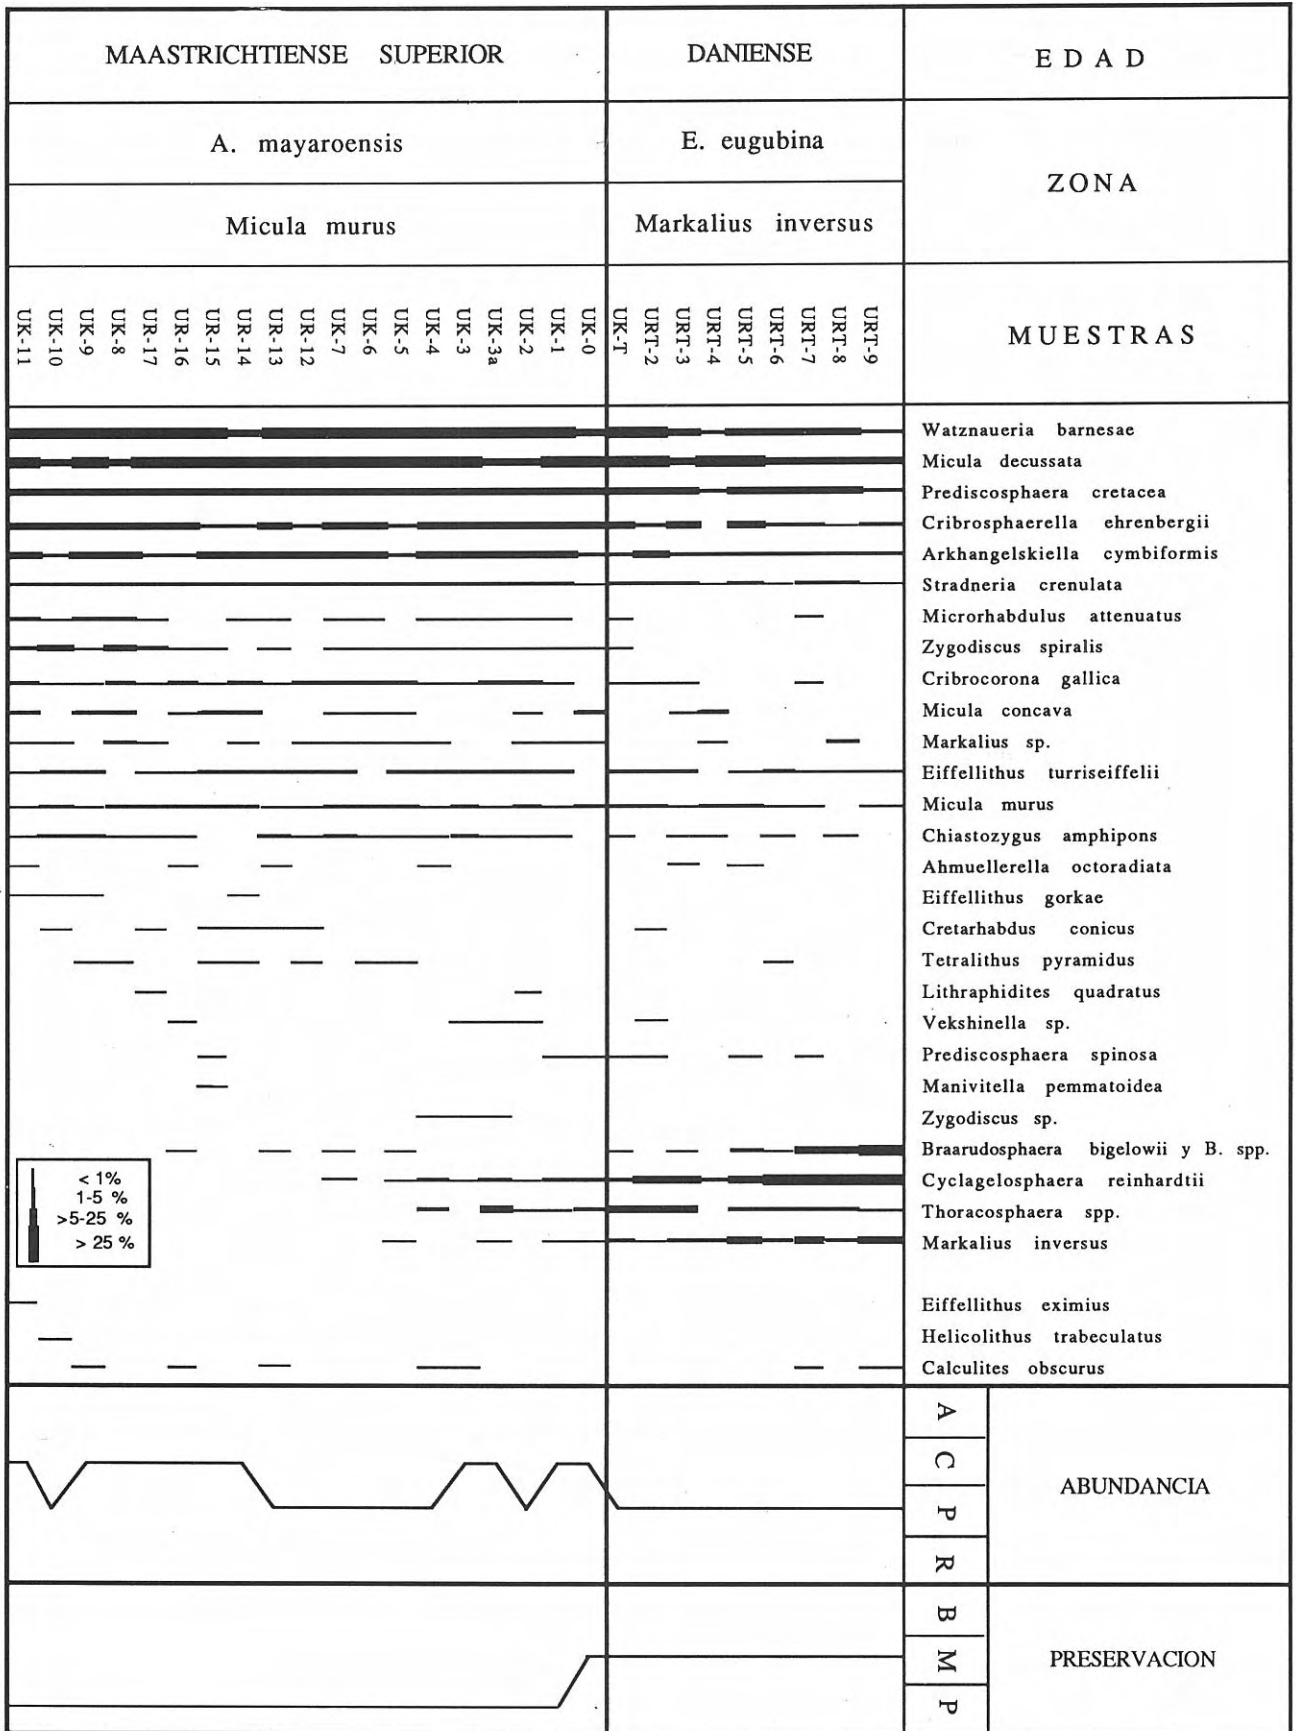 MAASTRICHTIENSE SUPERIOR
DANIENSE
EDAD
A. mayaroensis
E. eugubina
ZONA
Micula murus
Markalius inversus
UK-11
UK-10
UK-9
UK-8
UR-17
UR-16
UR-15
UR-14
UR-13
UR-12
UK-7
UK-6
UK-5
UK-4
UK-3
UK-3a
UK-2
UK-1
UK-0
UK-T
URT-2
URT-3
URT-4
URT-5
URT-6
URT-7
URT-8
URT-9
MUESTRAS
Watznaueria barnesae
Micula decussata
Prediscosphaera cretacea
Cribrosphaerella ehrenbergii
Arkhangelskiella cymbiformis
Stradneria crenulata
Microrhabdulus attenuatus
Zygodiscus spiralis
Cribrocorona gallica
Micula concava
Markalius sp.
Eiffellithus turriseiffelii
Micula murus
Chiastozygus amphipons
Ahmuellerella octoradiata
Eiffellithus gorkae
Cretarhabdus conicus
Tetralithus pyramidus
Lithraphidites quadratus
Vekshinella sp.
Prediscosphaera spinosa
Manivitella pemmatoidea
Zygodiscus sp.
Braarudosphaera bigelowii y B. spp.
Cyclagelosphaera reinhardtii
Thoracosphaera spp.
Markalius inversus
< 1%
1-5 %
>5-25 %
> 25 %
Eiffellithus eximius
Helicolithus trabeculatus
Calculites obscurus
A
C
P
R
ABUNDANCIA
B
M
P
PRESERVACION